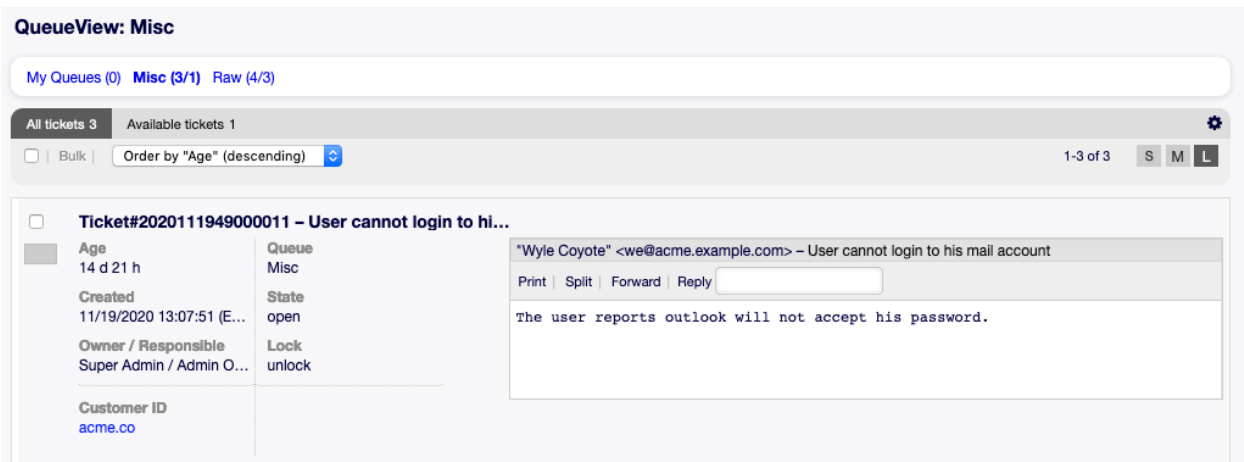 QueueView: Misc
My Queues (0) Misc (3/1) Raw (4/3)
All tickets 3 Available tickets 1
| Bulk | Order by "Age" (descending) 1-3 of 3 S M L
Ticket#2020111949000011 – User cannot login to hi…
Age Queue
14 d 21 h Misc
Created State
11/19/2020 13:07:51 (E… open
Owner / Responsible Lock
Super Admin / Admin O… unlock
Customer ID
acme.co
"Wyle Coyote" <we@acme.example.com> – User cannot login to his mail account
Print | Split | Forward | Reply
The user reports outlook will not accept his password.